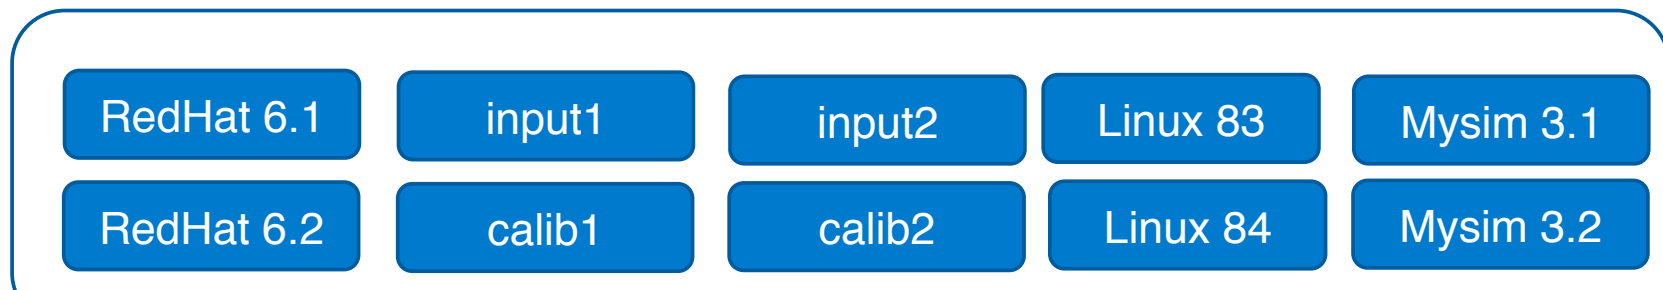 RedHat 6.1
input1
input2
Linux 83
Mysim 3.1
RedHat 6.2
calib1
calib2
Linux 84
Mysim 3.2